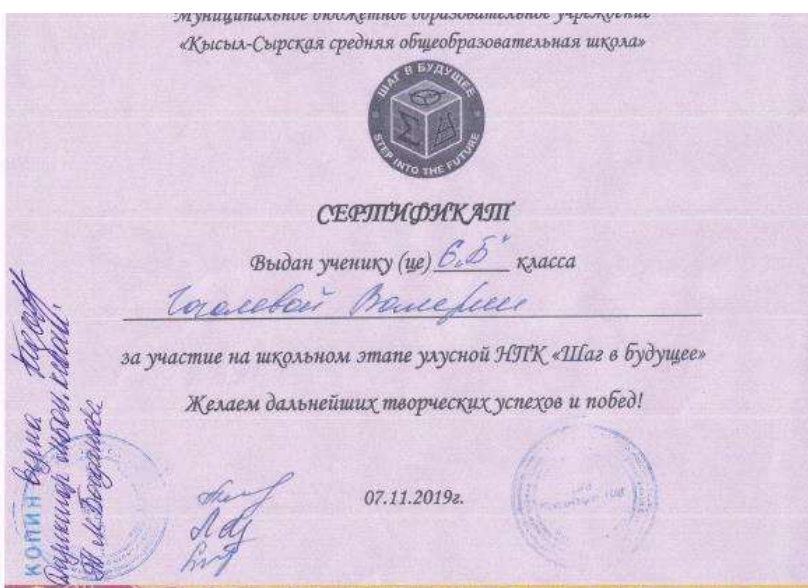 Муниципальное бюджетное образовательное учреждение
«Кысыл-Сырская средняя общеобразовательная школа»
ШАГ В БУДУЩЕЕ
STEP INTO THE FUTURE
СЕРТИФИКАТ
Выдан ученику (це) 6 „Б" класса
Валерии
за участие на школьном этапе улусной НПК «Шаг в будущее»
Желаем дальнейших творческих успехов и побед!
07.11.2019г.
КОПИЯ верна